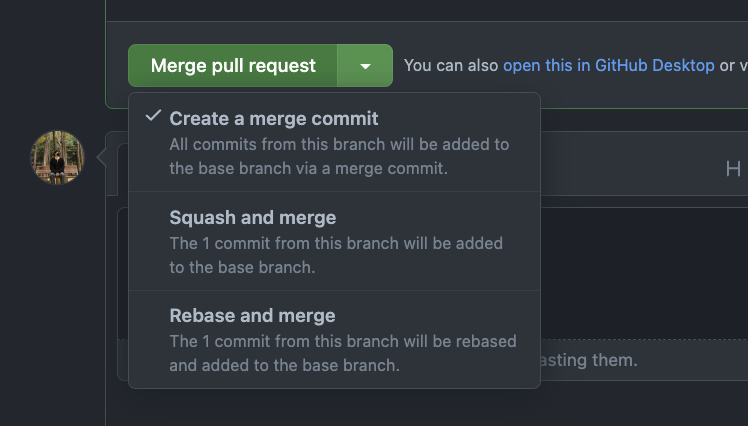 Merge pull request
You can also open this in GitHub Desktop or
Create a merge commit
All commits from this branch will be added to
the base branch via a merge commit.
H
Squash and merge
The 1 commit from this branch will be added
to the base branch.
Rebase and merge
The 1 commit from this branch will be rebased
and added to the base branch.
asting them.